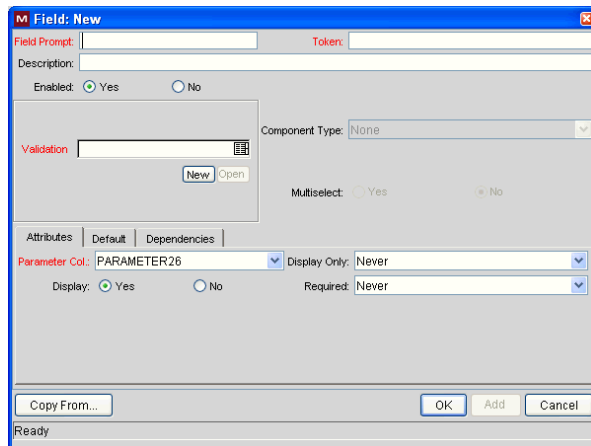 M Field: New
Field Prompt: Token:
Description:
Enabled: Yes No
Component Type: None
Validation
New Open
Multiselect: Yes No
Attributes Default Dependencies
Parameter Col.: PARAMETER26 Display Only: Never
Display: Yes No Required: Never
Copy From... OK Add Cancel
Ready